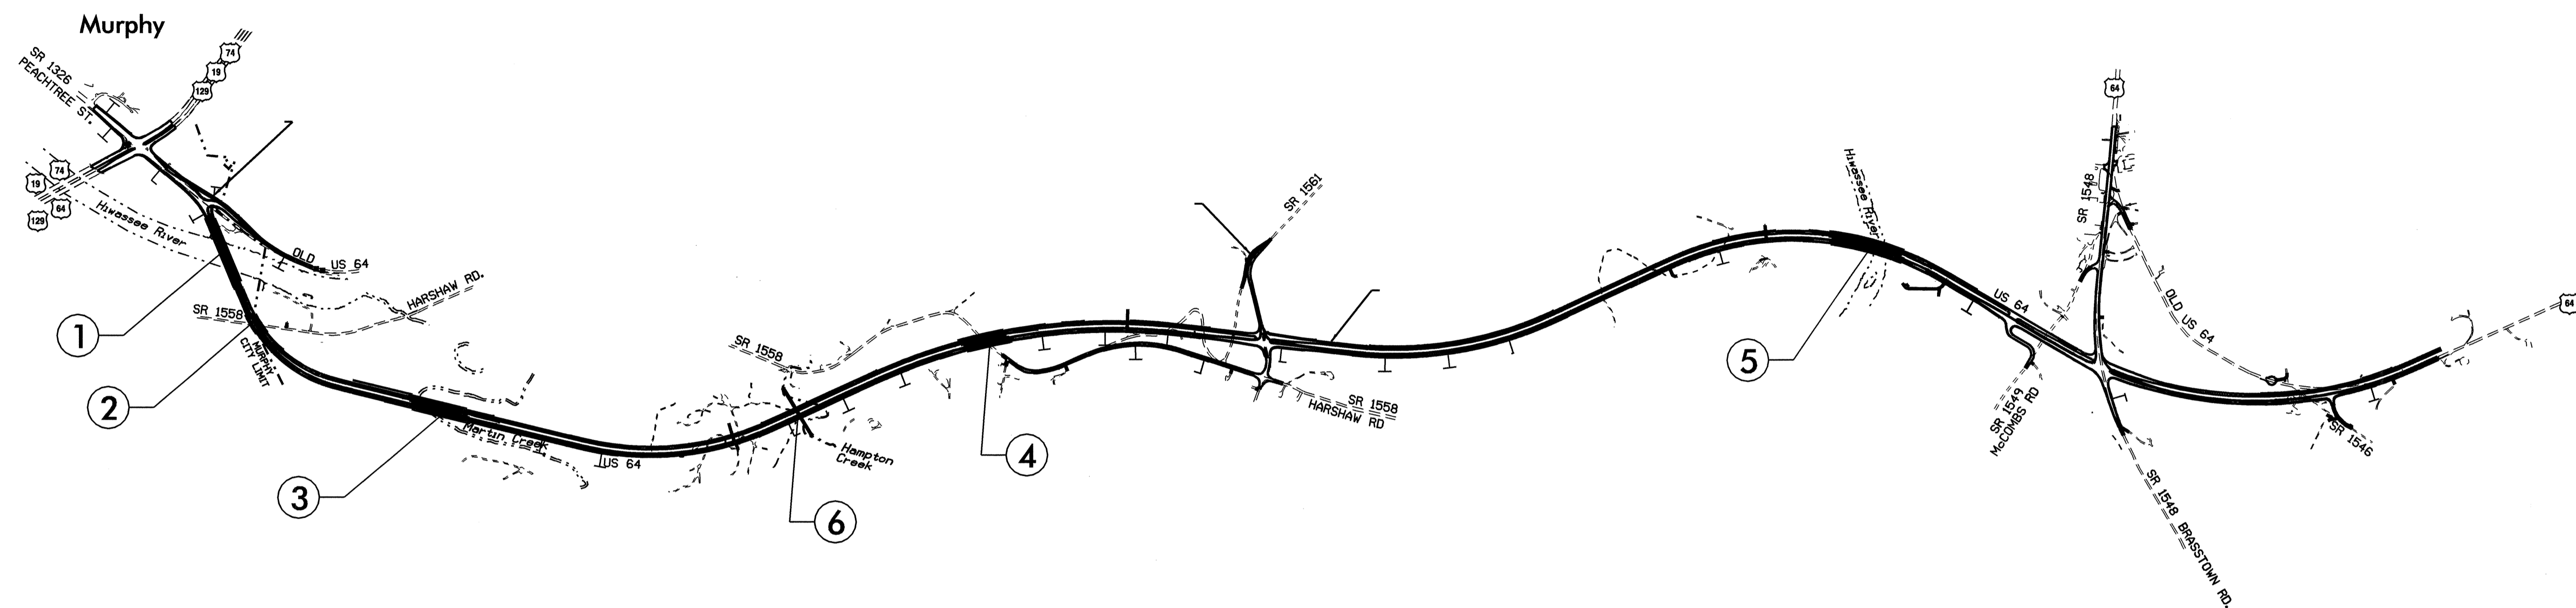 Murphy
SR 1326
PEACHTREE ST.
74
19
129
74
19
64
129
Hiwassee River
OLD US 64
HARSHAW RD.
SR 1558
MURPHY
CITY LIMIT
1
2
3
Martin Creek
US 64
SR 1558
Hampton
Creek
6
4
SR 1561
SR 1558
HARSHAW RD
Hiwassee River
5
US 64
64
SR 1548
OLD US 64
SR 1549
McCOMBS RD
64
SR 1546
SR 1548 BRASSTOWN RD.